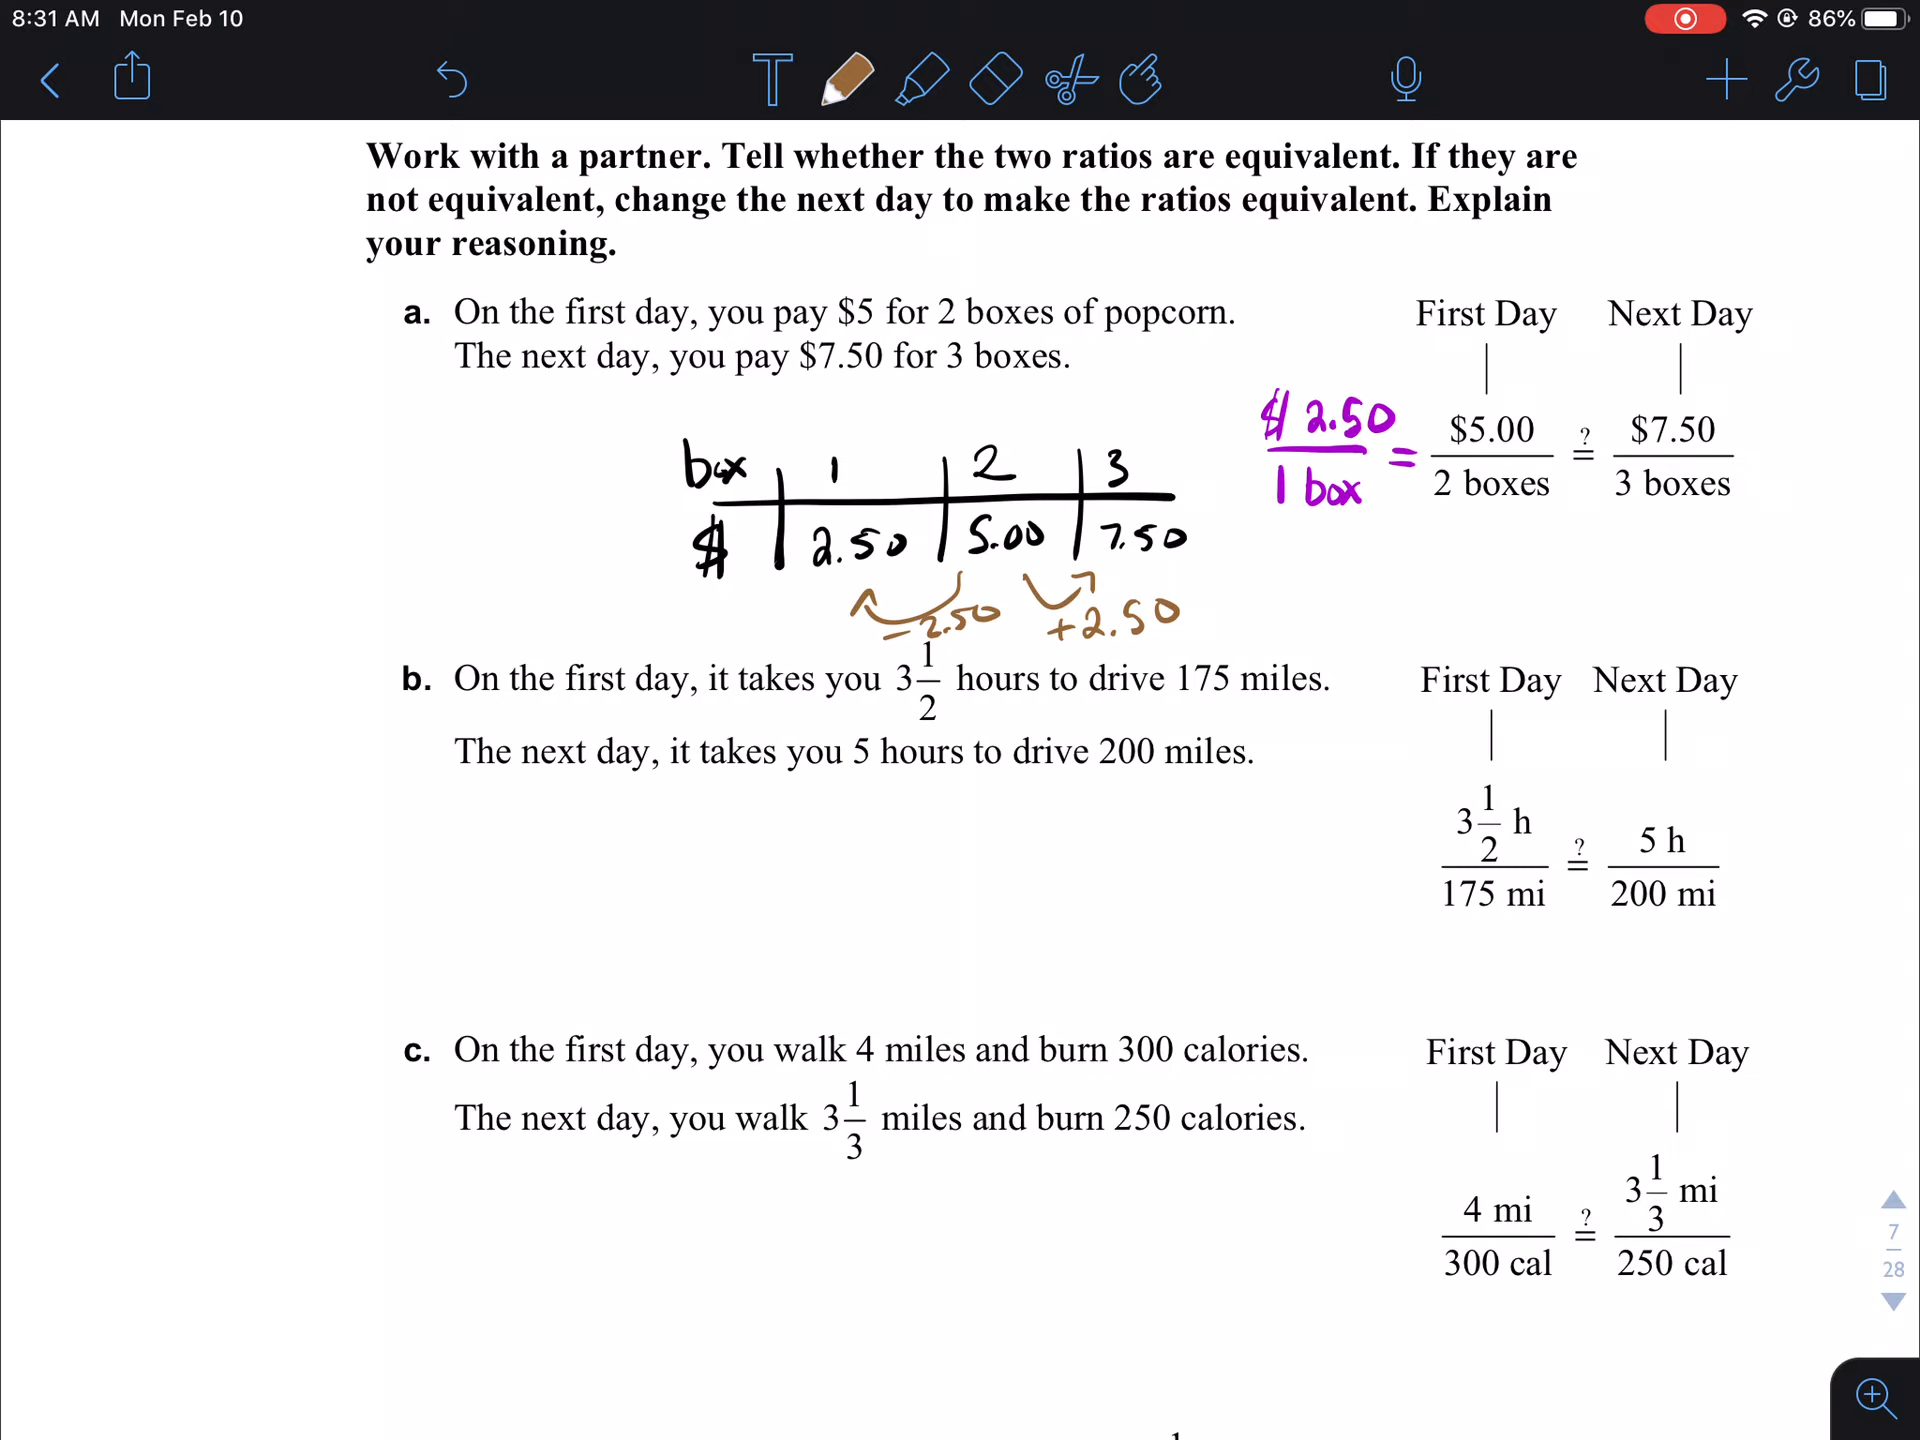 8:31 AM Mon Feb 10
86%
T
Work with a partner. Tell whether the two ratios are equivalent. If they are
not equivalent, change the next day to make the ratios equivalent. Explain
your reasoning.
a. On the first day, you pay $5 for 2 boxes of popcorn.
The next day, you pay $7.50 for 3 boxes.
First Day Next Day
$2.50 / 1 box = $5.00 / 2 boxes ?= $7.50 / 3 boxes
box 1 2 3
$ 2.50 5.00 7.50
-2.50 +2.50
b. On the first day, it takes you 3 1/2 hours to drive 175 miles.
The next day, it takes you 5 hours to drive 200 miles.
First Day Next Day
3 1/2 h / 175 mi ?= 5 h / 200 mi
c. On the first day, you walk 4 miles and burn 300 calories.
The next day, you walk 3 1/3 miles and burn 250 calories.
First Day Next Day
4 mi / 300 cal ?= 3 1/3 mi / 250 cal
7
28